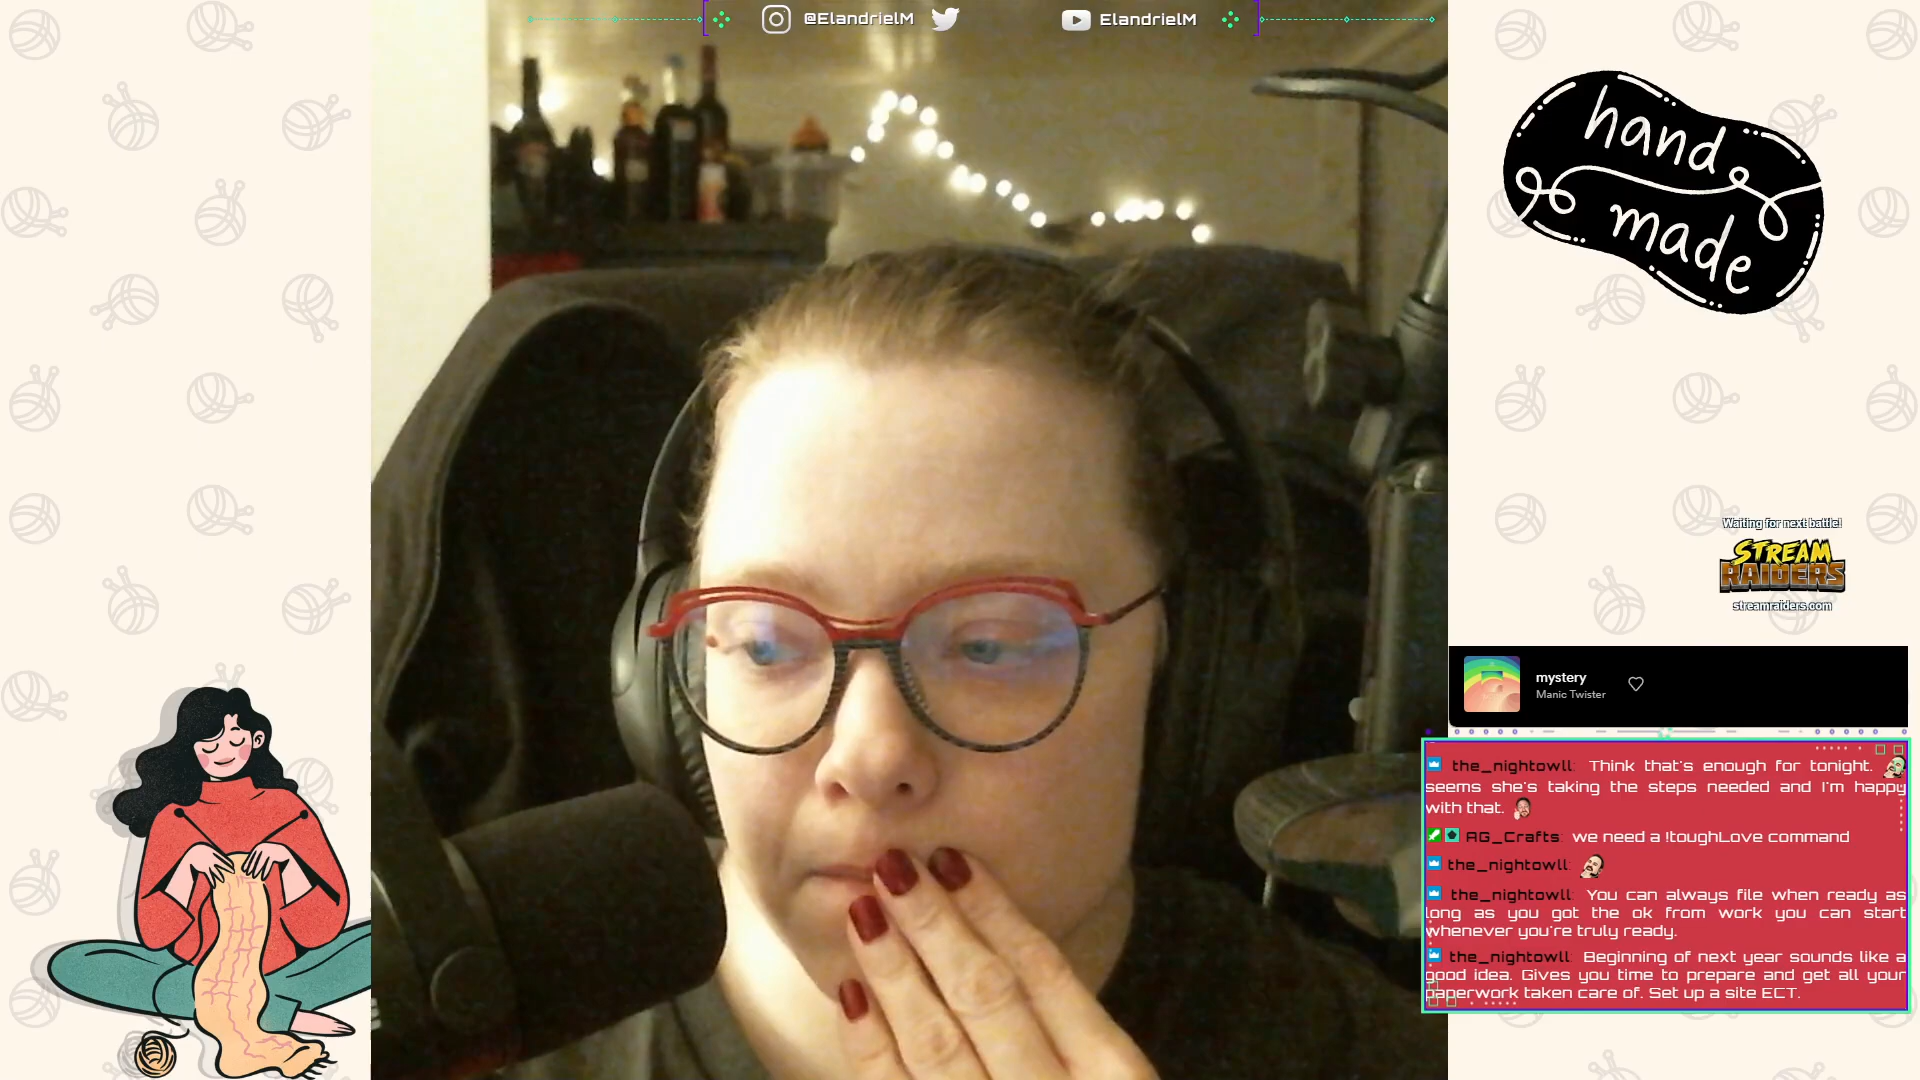 @ElandrielM
ElandrielM
hand
made
Waiting for next battle!
STREAM
RAIDERS
streamraiders.com
mystery
Manic Twister
the_nightowll: Think that's enough for tonight.
seems she's taking the steps needed and I'm happy
with that.
AG_Crafts: we need a !toughLove command
the_nightowll:
the_nightowll: You can always file when ready as
long as you got the ok from work you can start
whenever you're truly ready.
the_nightowll: Beginning of next year sounds like a
good idea. Gives you time to prepare and get all your
paperwork taken care of. Set up a site ECT.